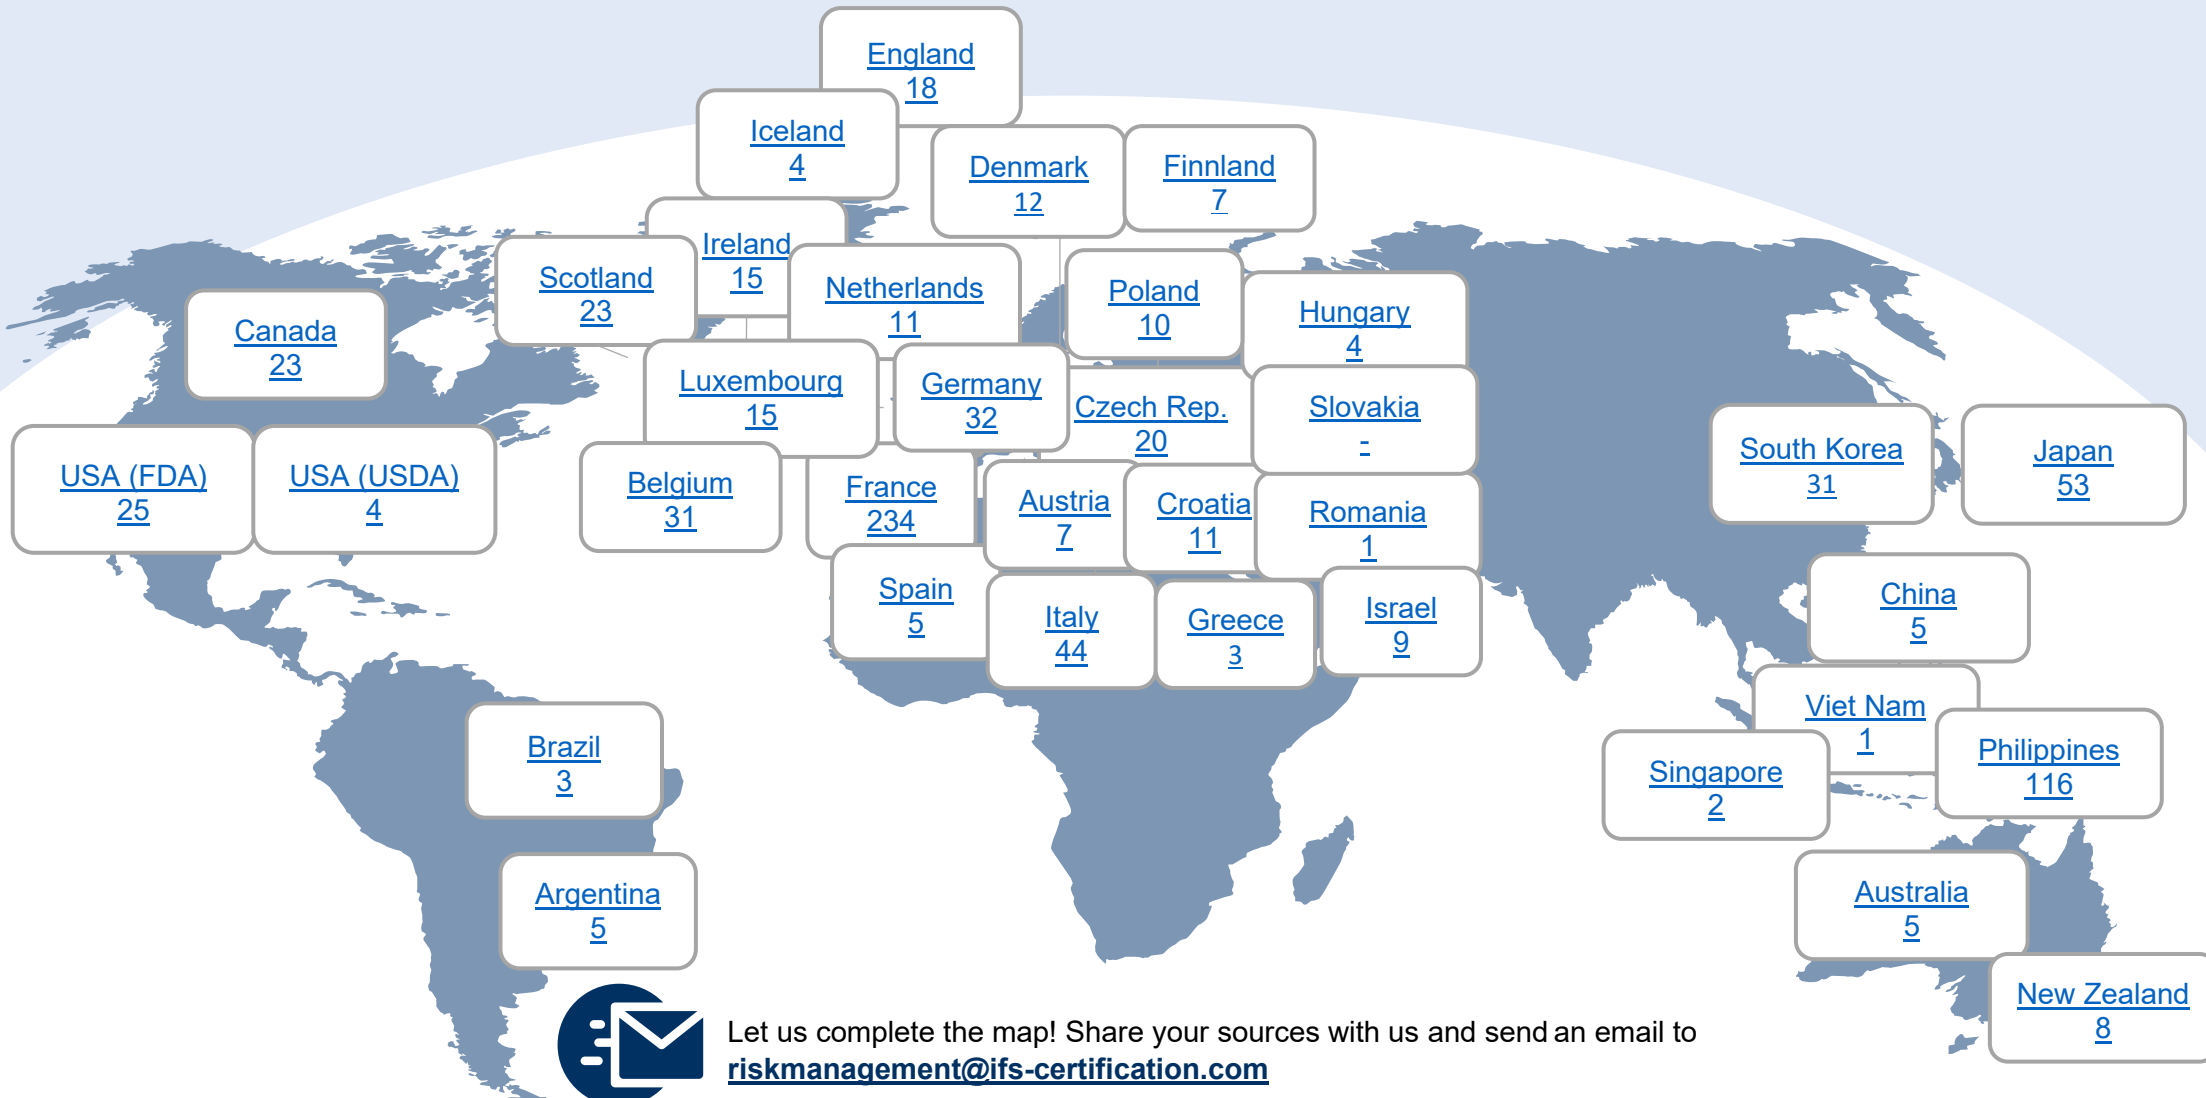 England
18
Iceland
4
Denmark
12
Finnland
7
Ireland
15
Scotland
23
Netherlands
11
Poland
10
Hungary
4
Canada
23
Luxembourg
15
Germany
32
Czech Rep.
20
Slovakia
-
USA (FDA)
25
USA (USDA)
4
Belgium
31
France
234
Austria
7
Croatia
11
Romania
1
South Korea
31
Japan
53
Spain
5
Italy
44
Greece
3
Israel
9
China
5
Viet Nam
1
Philippines
116
Singapore
2
Brazil
3
Argentina
5
Australia
5
New Zealand
8
Let us complete the map! Share your sources with us and send an email to
riskmanagement@ifs-certification.com